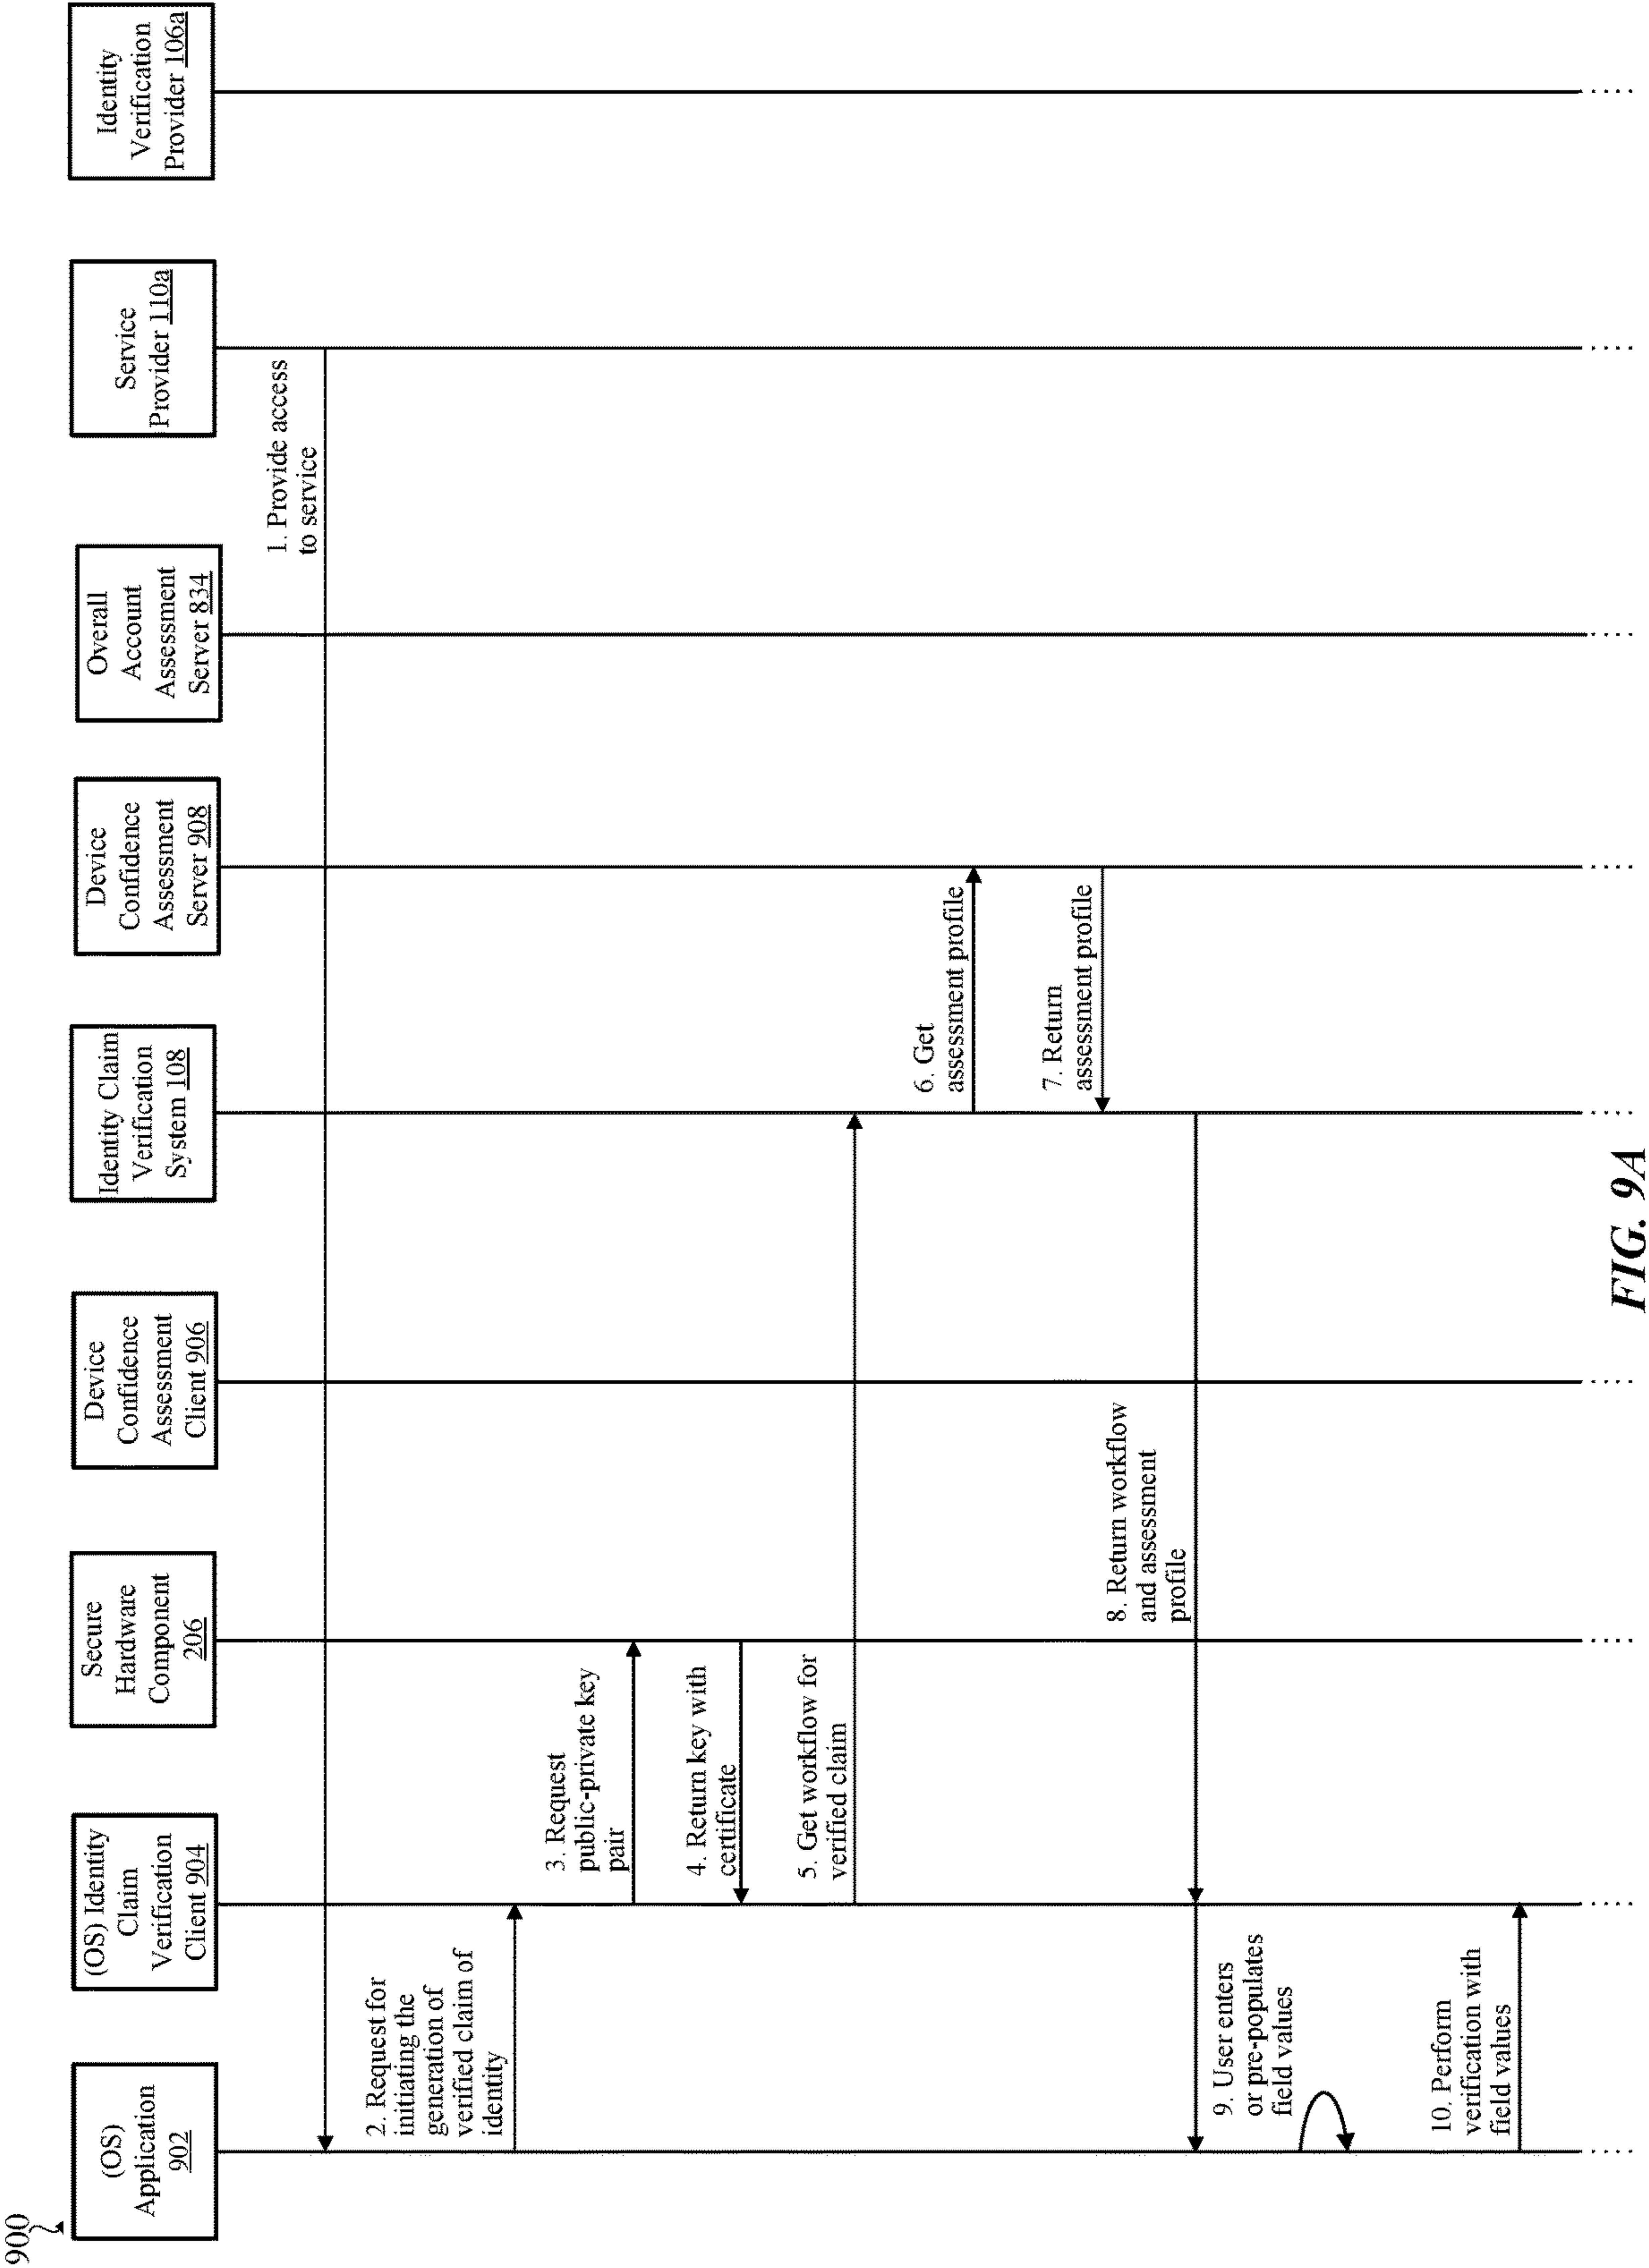 900
(OS)
Application
902
(OS) Identity
Claim
Verification
Client 904
Secure
Hardware
Component
206
Device
Confidence
Assessment
Client 906
Identity Claim
Verification
System 108
Device
Confidence
Assessment
Server 908
Overall
Account
Assessment
Server 834
Service
Provider 110a
Identity
Verification
Provider 106a
1. Provide access
to service
2. Request for
initiating the
generation of
verified claim of
identity
3. Request
public-private key
pair
4. Return key with
certificate
5. Get workflow for
verified claim
6. Get
assessment profile
7. Return
assessment profile
8. Return workflow
and assessment
profile
9. User enters
or pre-populates
field values
10. Perform
verification with
field values
FIG. 9A